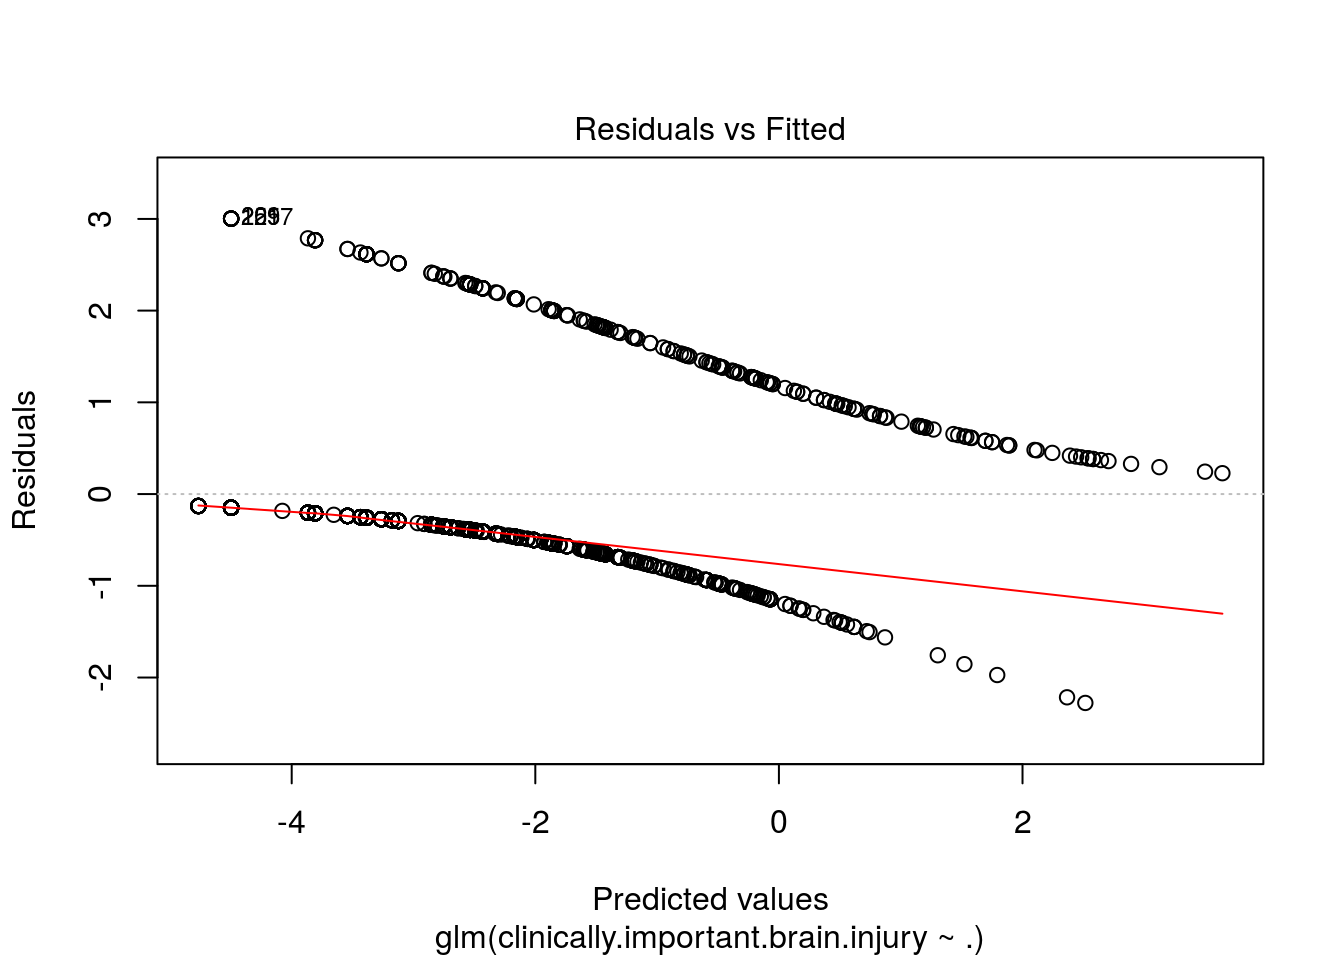 Residuals vs Fitted
Residuals
3
2
1
0
-1
-2
-4
-2
0
2
Predicted values
glm(clinically.important.brain.injury ~ .)